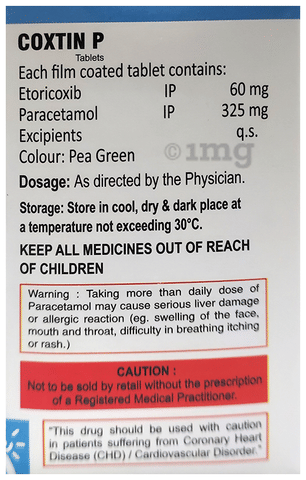 COXTIN P
Tablets
Each film coated tablet contains:
Etoricoxib IP 60 mg
Paracetamol IP 325 mg
Excipients q.s.
Colour: Pea Green
©1mg
Dosage: As directed by the Physician.
Storage: Store in cool, dry & dark place at
a temperature not exceeding 30°C.
KEEP ALL MEDICINES OUT OF REACH
OF CHILDREN
Warning : Taking more than daily dose of
Paracetamol may cause serious liver damage
or allergic reaction (eg. swelling of the face,
mouth and throat, difficulty in breathing itching
or rash.)
CAUTION :
Not to be sold by retail without the prescription
of a Registered Medical Practitioner.
"This drug should be used with caution
in patients suffering from Coronary Heart
Disease (CHD) / Cardiovascular Disorder."